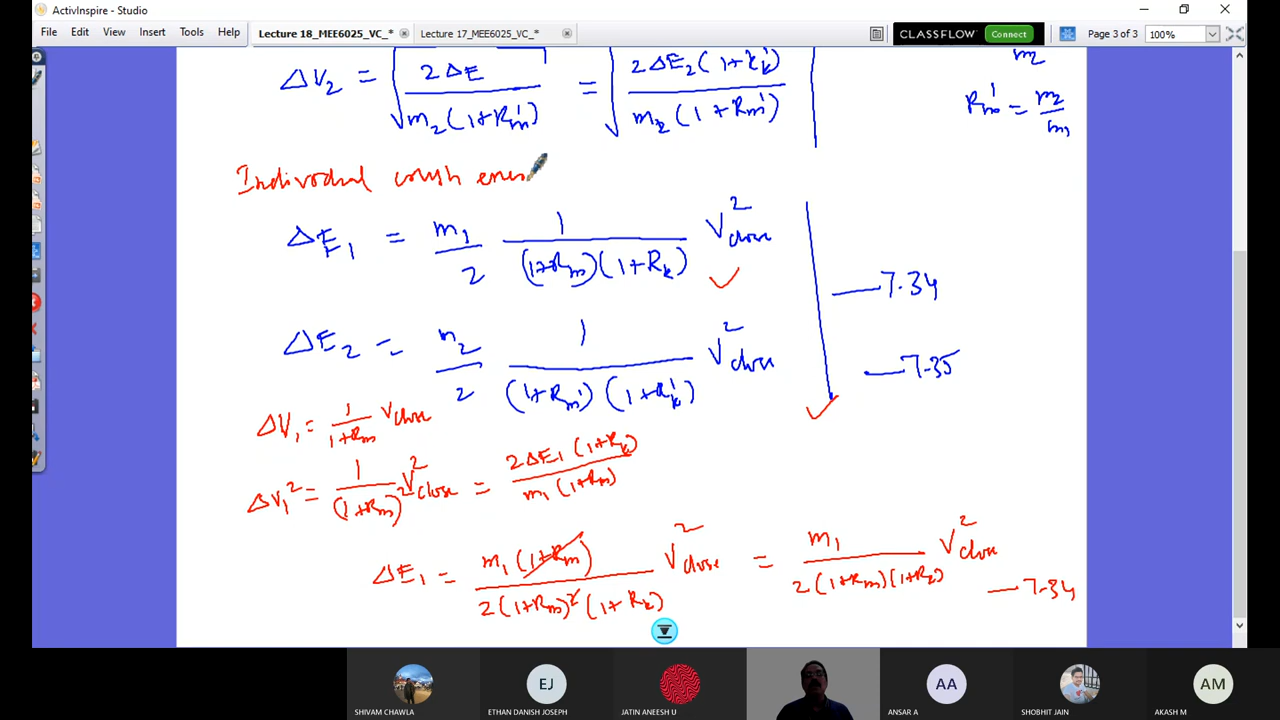 ActivInspire - Studio
File Edit View Insert Tools Help
Lecture 18_MEE6025_VC_*
Lecture 17_MEE6025_VC_*
CLASSFLOW Connect
Page 3 of 3 100%
ΔV₂ = √(2ΔE / m₂(1+R'm)) = √(2ΔE₂(1+R'k) / m₂(1+R'm))
m₂
R'm = m₂/m₁
Individual crush ener
ΔE₁ = m₁/2 1/((1+Rm)(1+Rk)) V²close
—7.34
ΔE₂ = m₂/2 1/((1+R'm)(1+R'k)) V²close
—7.35
ΔV₁ = 1/(1+Rm) Vclose
ΔV₁² = 1/(1+Rm)² V²close = 2ΔE₁(1+Rk) / m₁(1+Rm)
ΔE₁ = m₁(1+Rm) / 2(1+Rm)²(1+Rk) V²close = m₁ / 2(1+Rm)(1+Rk) V²close
—7.34
EJ AA AM
SHIVAM CHAWLA ETHAN DANISH JOSEPH JATIN ANEESH U ANSAR A SHOBHIT JAIN AKASH M